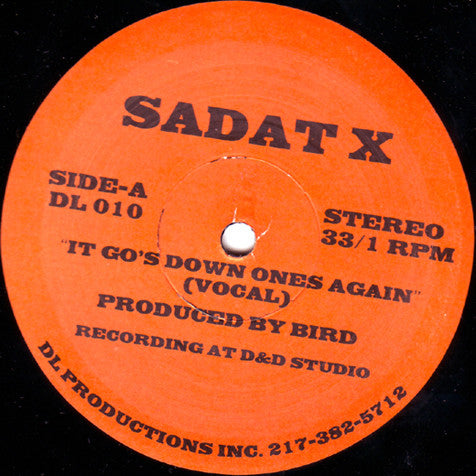 SADAT X
SIDE-A
DL 010
STEREO
33/1 RPM
"IT GO'S DOWN ONES AGAIN"
(VOCAL)
PRODUCED BY BIRD
RECORDING AT D&D STUDIO
DL PRODUCTIONS INC. 217-382-5712